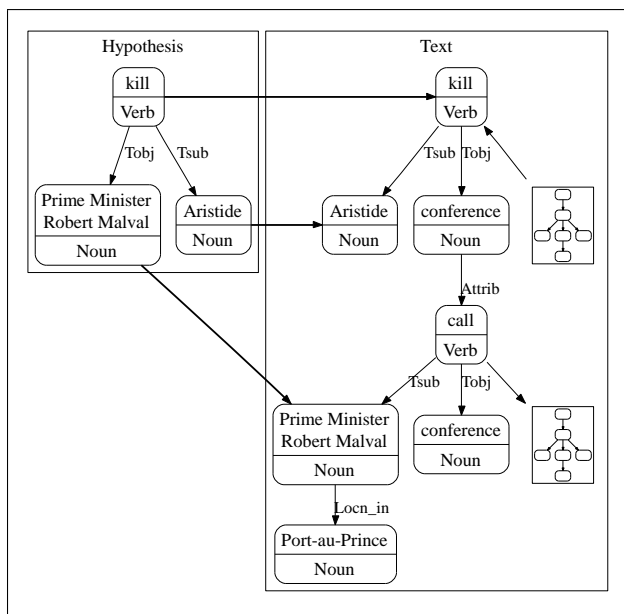 Hypothesis
kill
Verb
Tobj
Tsub
Prime Minister
Robert Malval
Noun
Aristide
Noun
Text
kill
Verb
Tsub
Tobj
Aristide
Noun
conference
Noun
Attrib
call
Verb
Tsub
Tobj
Prime Minister
Robert Malval
Noun
conference
Noun
Locn_in
Port-au-Prince
Noun